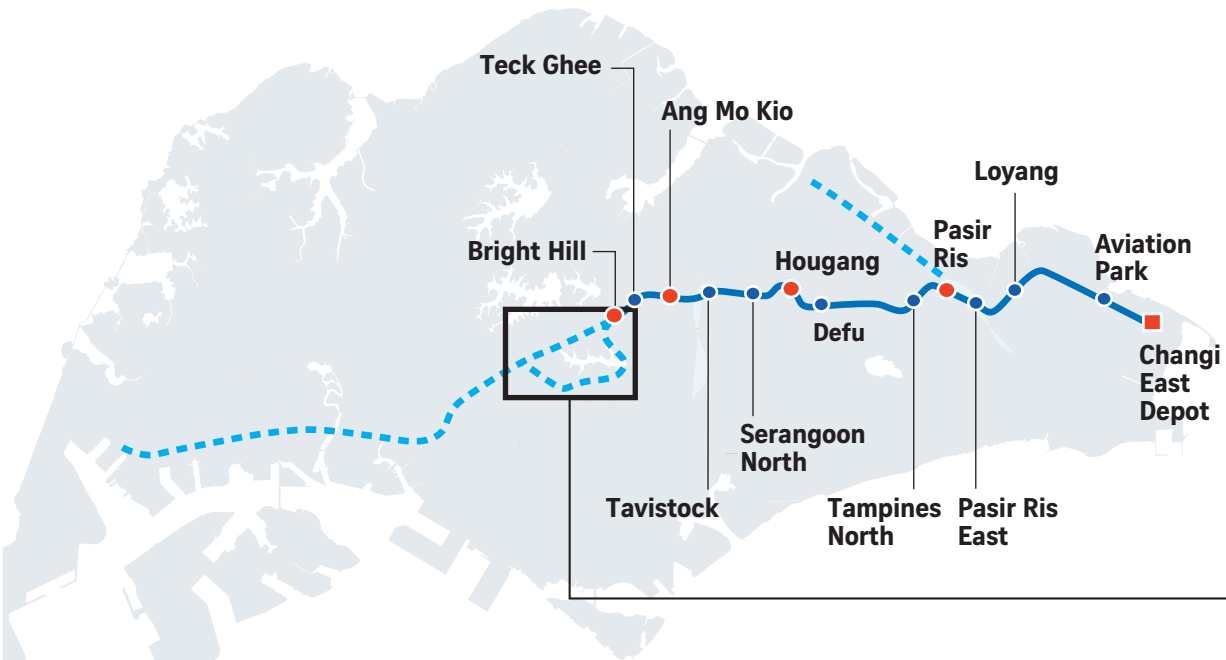 Teck Ghee
Ang Mo Kio
Loyang
Bright Hill
Hougang
Pasir
Ris
Aviation
Park
Defu
Changi
East
Depot
Serangoon
North
Tavistock
Tampines
North
Pasir Ris
East